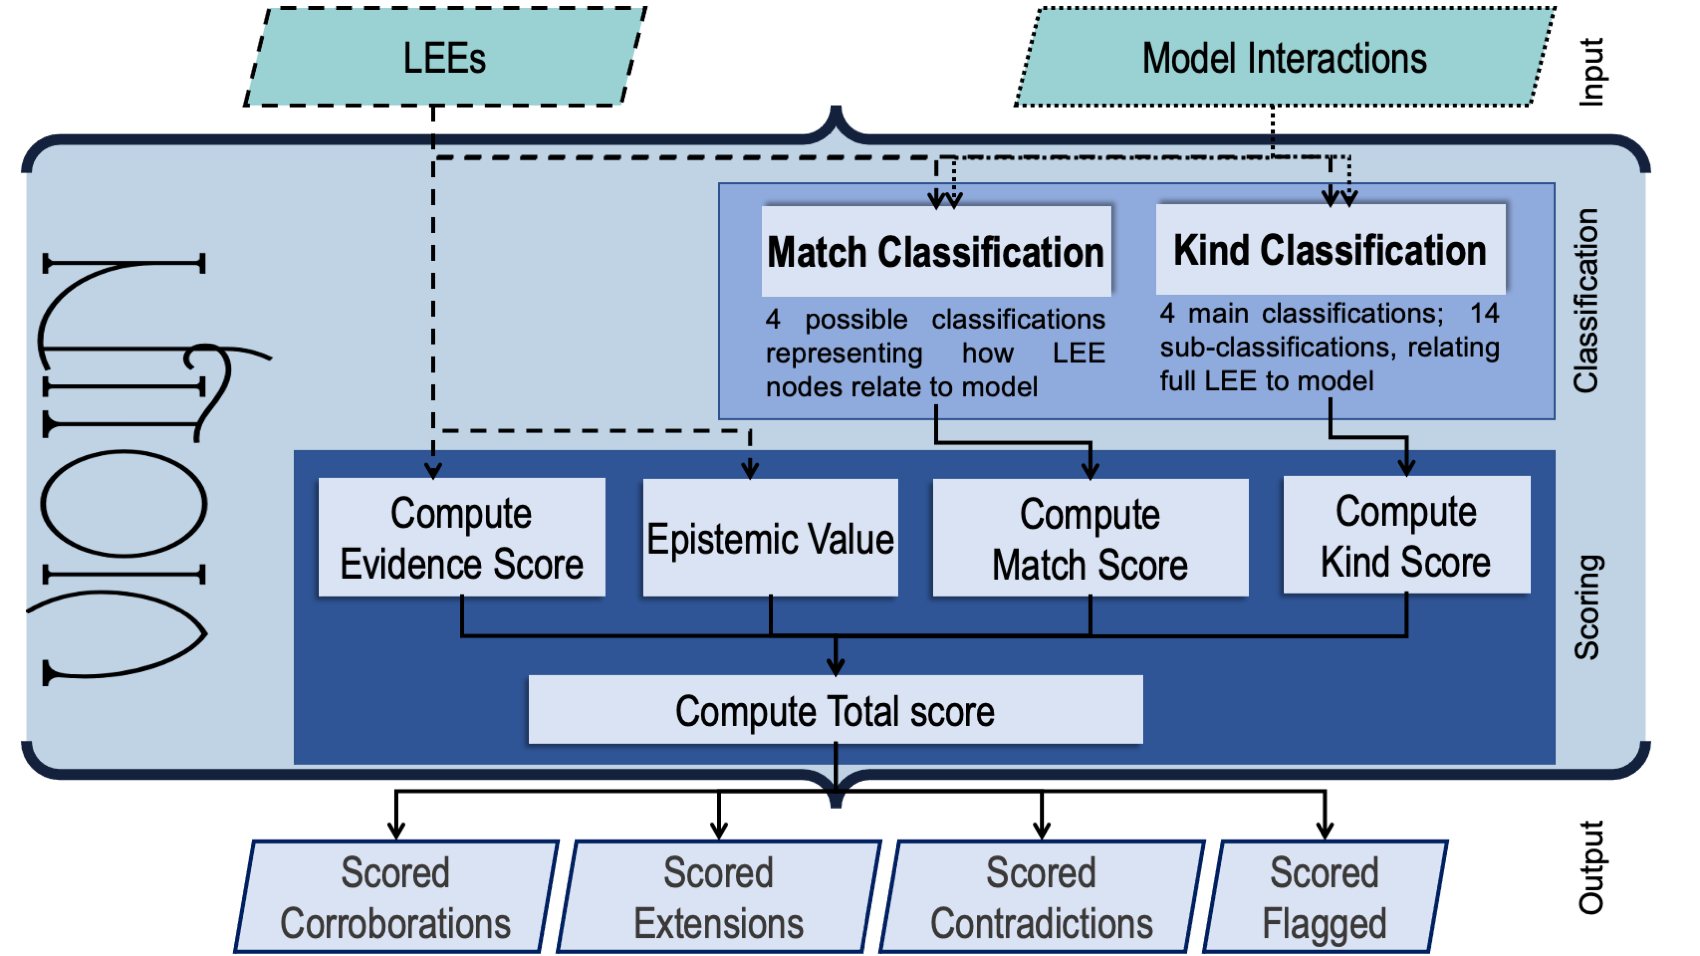 LEEs
Model Interactions
Input
VIOLIN
Match Classification
4 possible classifications
representing how LEE
nodes relate to model
Kind Classification
4 main classifications; 14
sub-classifications, relating
full LEE to model
Classification
Compute
Evidence Score
Epistemic Value
Compute
Match Score
Compute
Kind Score
Scoring
Compute Total score
Scored
Corroborations
Scored
Extensions
Scored
Contradictions
Scored
Flagged
Output